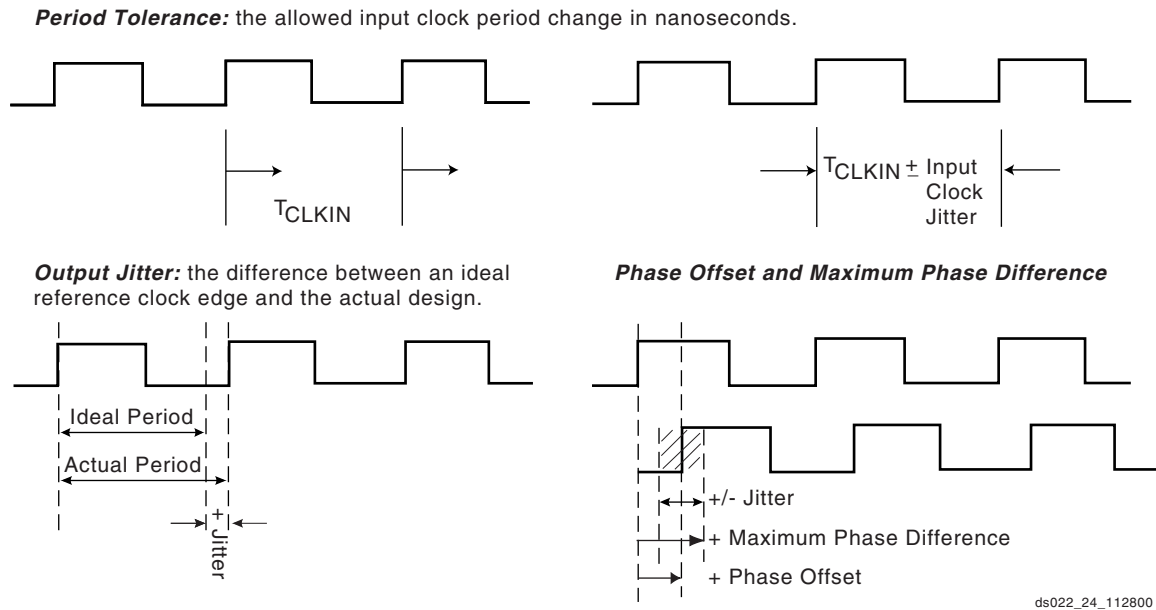 Period Tolerance: the allowed input clock period change in nanoseconds.
TCLKIN
TCLKIN ± Input
Clock
Jitter
Output Jitter: the difference between an ideal
reference clock edge and the actual design.
Ideal Period
Actual Period
+ Jitter
Phase Offset and Maximum Phase Difference
+/- Jitter
+ Maximum Phase Difference
+ Phase Offset
ds022_24_112800